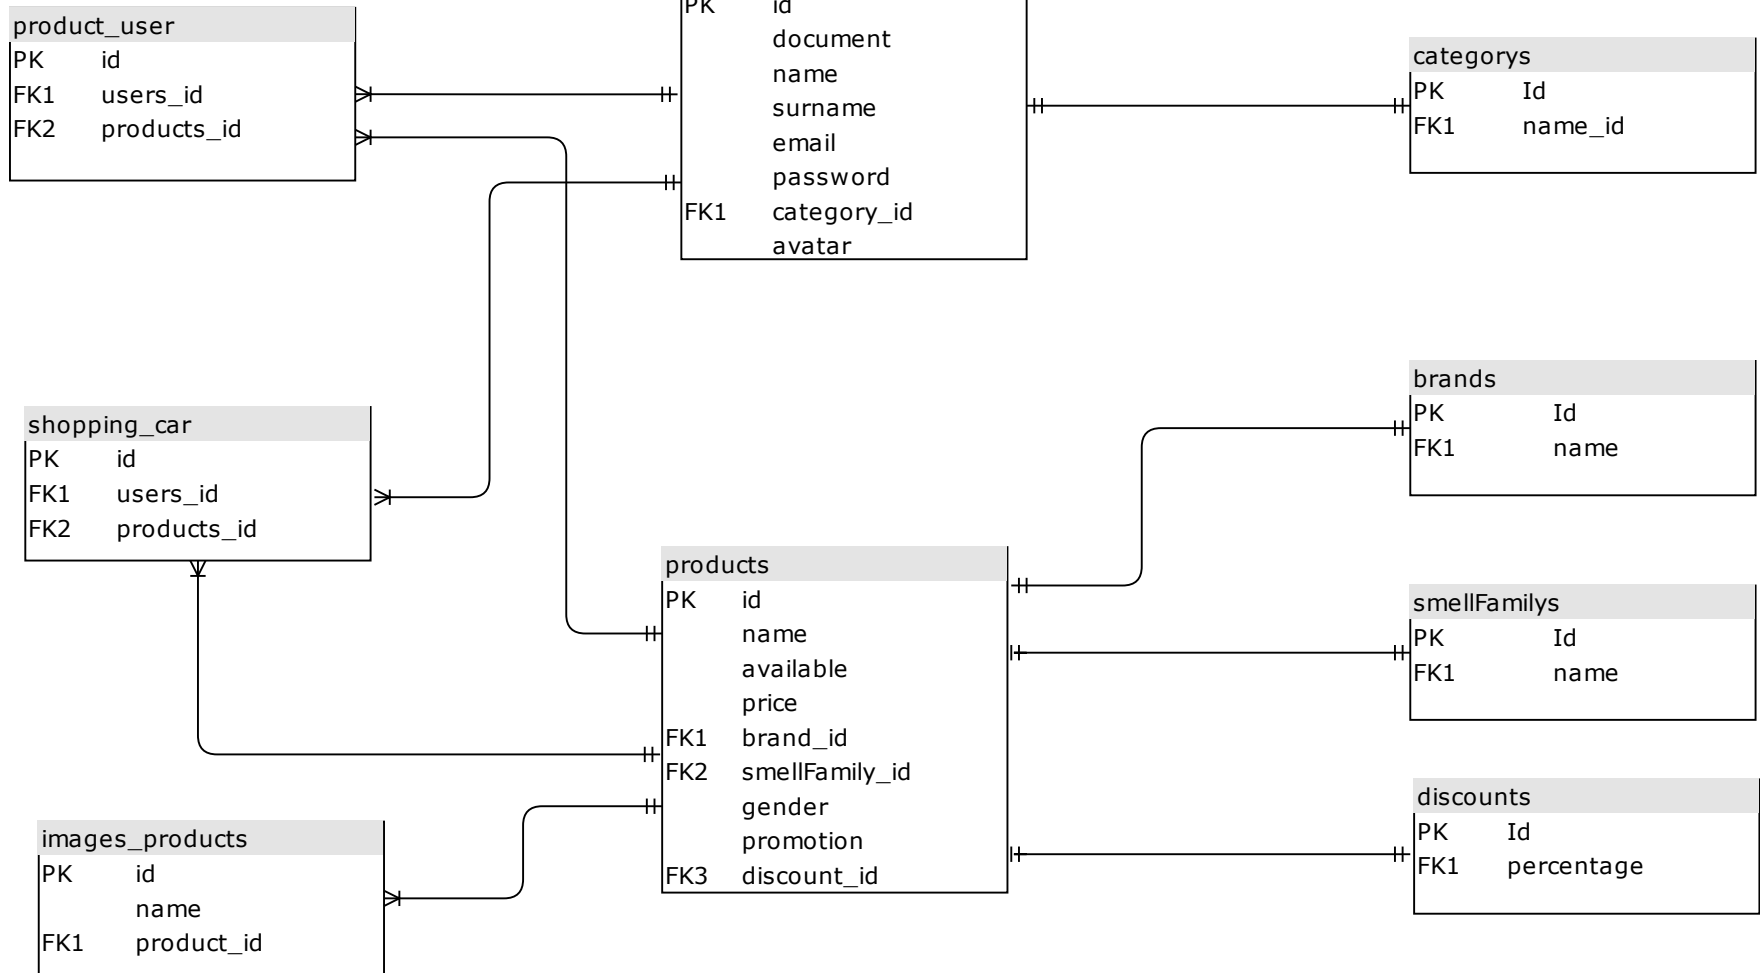 product_user
PK id
FK1 users_id
FK2 products_id
PK id
document
name
surname
email
password
FK1 category_id
avatar
categorys
PK Id
FK1 name_id
shopping_car
PK id
FK1 users_id
FK2 products_id
products
PK id
name
available
price
FK1 brand_id
FK2 smellFamily_id
gender
promotion
FK3 discount_id
brands
PK Id
FK1 name
smellFamilys
PK Id
FK1 name
discounts
PK Id
FK1 percentage
images_products
PK id
name
FK1 product_id